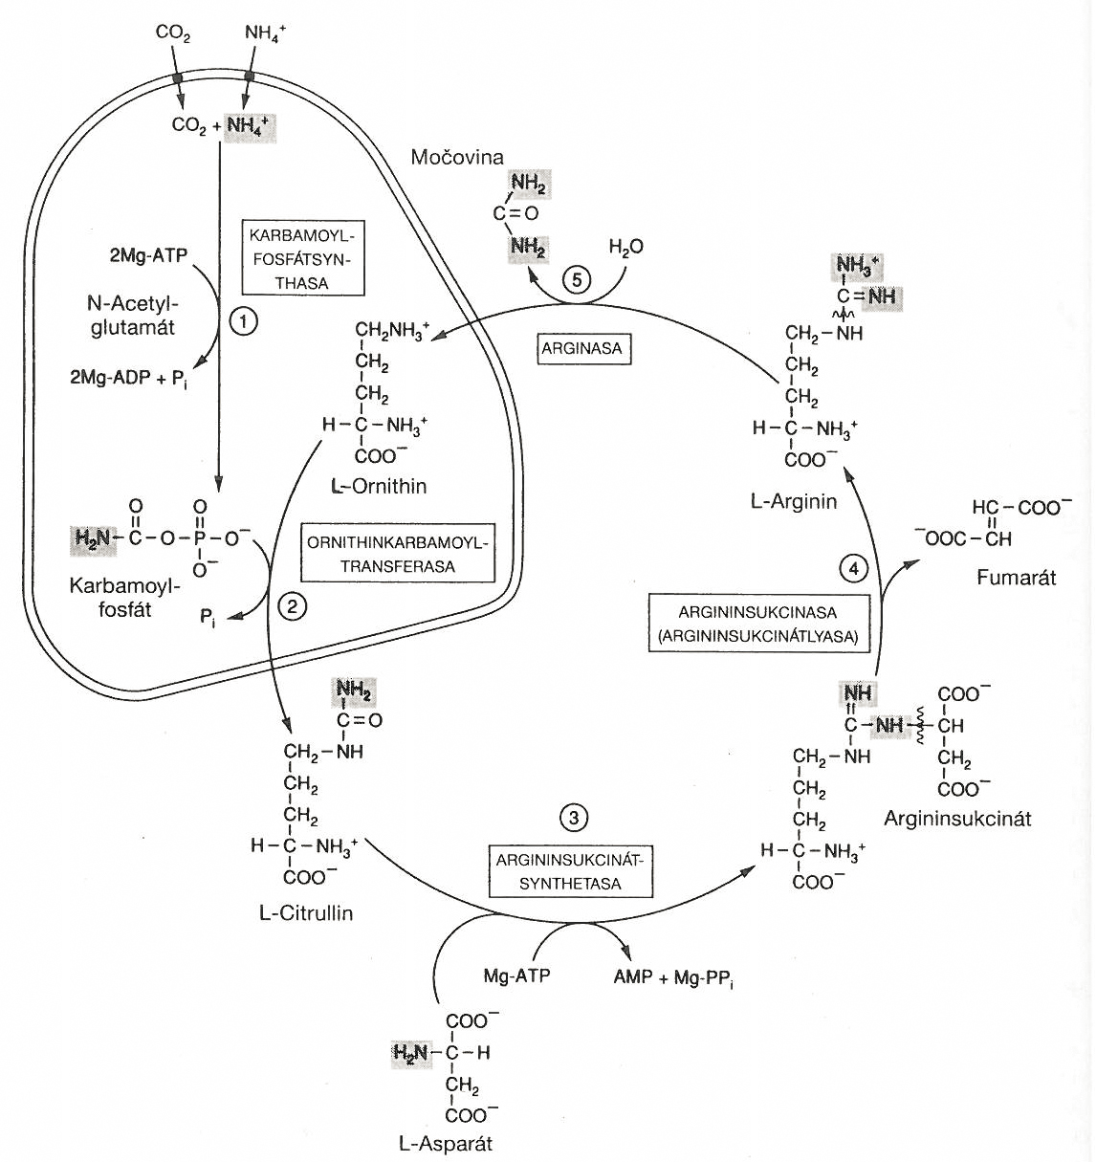 CO₂ NH₄⁺
CO₂ + NH₄⁺
Močovina
NH₂
C=O
NH₂
H₂O
5
ARGINASA
KARBAMOYL-
FOSFÁTSYN-
THASA
2Mg-ATP
N-Acetyl-
glutamát
1
2Mg-ADP + Pᵢ
CH₂NH₃⁺
CH₂
CH₂
H–C–NH₃⁺
COO⁻
L-Ornithin
NH₃⁺
C=NH
CH₂–NH
CH₂
CH₂
H–C–NH₃⁺
COO⁻
L-Arginin
O O
H₂N–C–O–P–O⁻
O⁻
Karbamoyl-
fosfát
Pᵢ
2
ORNITHINKARBAMOYL-
TRANSFERASA
HC–COO⁻
⁻OOC–CH
Fumarát
4
ARGININSUKCINASA
(ARGININSUKCINÁTLYASA)
NH₂
C=O
CH₂–NH
CH₂
CH₂
H–C–NH₃⁺
COO⁻
L-Citrullin
NH COO⁻
C–NH–CH
CH₂–NH CH₂
CH₂ COO⁻
CH₂
H–C–NH₃⁺
COO⁻
Argininsukcinát
3
ARGININSUKCINÁT-
SYNTHETASA
Mg-ATP AMP + Mg-PPᵢ
COO⁻
H₂N–C–H
CH₂
COO⁻
L-Asparát